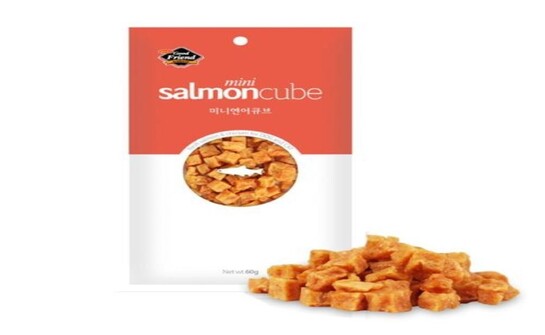 Good
Friend
mini
salmoncube
미니연어큐브
Net wt 60g